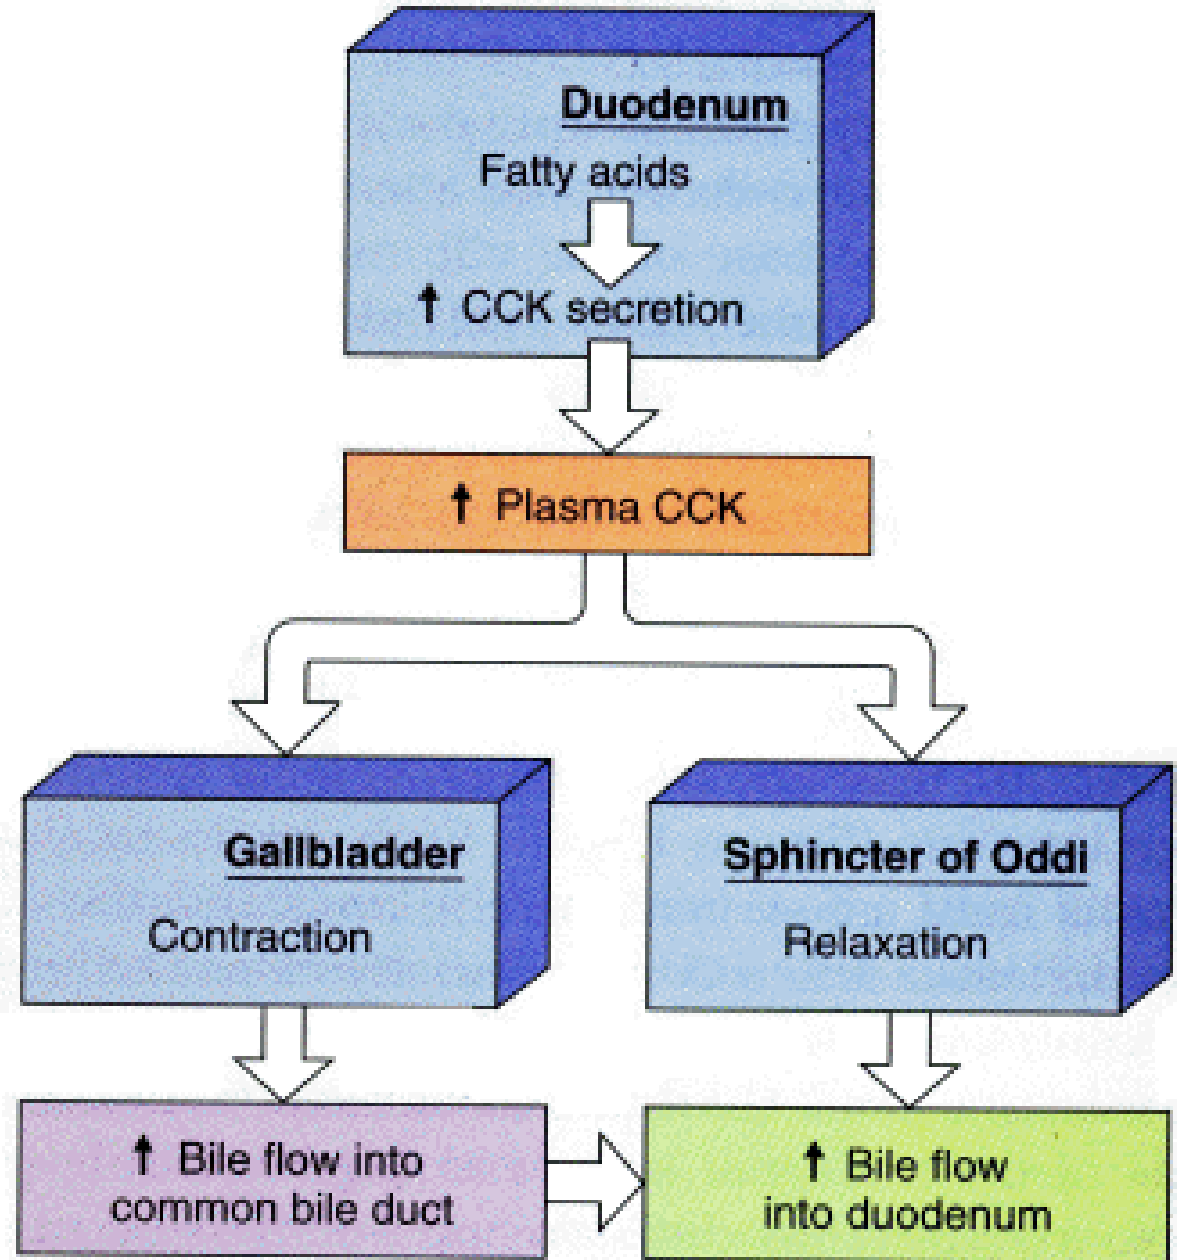 Duodenum
Fatty acids
↑ CCK secretion
↑ Plasma CCK
Gallbladder
Contraction
Sphincter of Oddi
Relaxation
↑ Bile flow into
common bile duct
↑ Bile flow
into duodenum